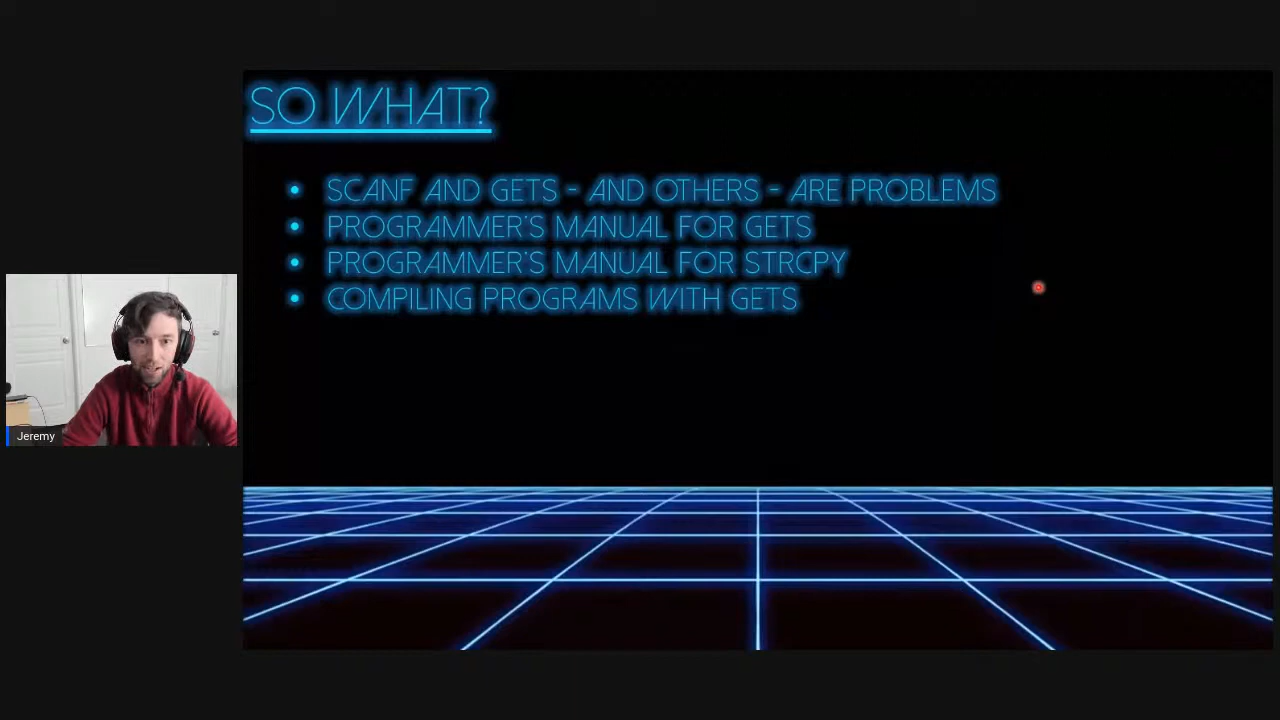 SO WHAT?
SCANF AND GETS - AND OTHERS - ARE PROBLEMS
PROGRAMMER'S MANUAL FOR GETS
PROGRAMMER'S MANUAL FOR STRCPY
COMPILING PROGRAMS WITH GETS
Jeremy